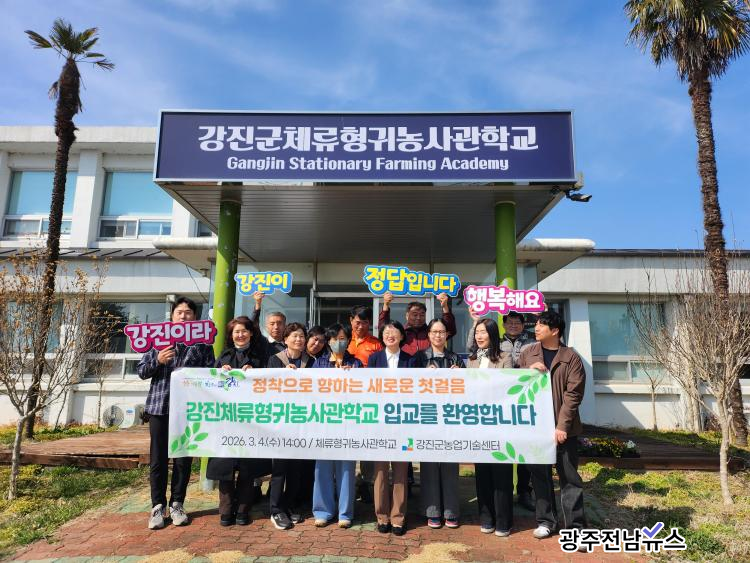 강진군체류형귀농사관학교
Gangjin Stationary Farming Academy
강진이
정답입니다
행복해요
강진이라
정착으로 향하는 새로운 첫걸음
강진체류형귀농사관학교 입교를 환영합니다
2026. 3. 4.(수) 14:00 / 체류형귀농사관학교 강진군농업기술센터
광주전남뉴스